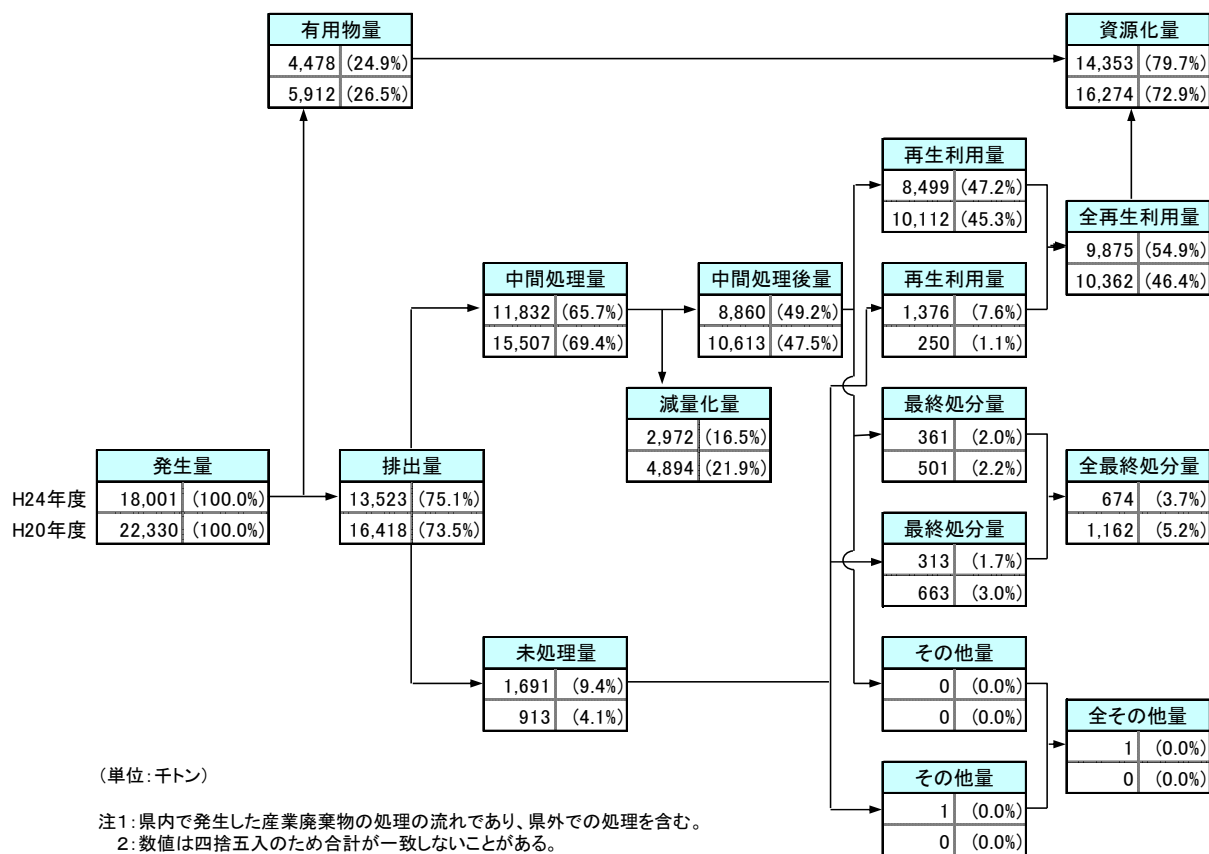 有用物量
4,478 (24.9%)
5,912 (26.5%)
資源化量
14,353 (79.7%)
16,274 (72.9%)
再生利用量
8,499 (47.2%)
10,112 (45.3%)
全再生利用量
9,875 (54.9%)
10,362 (46.4%)
中間処理量
11,832 (65.7%)
15,507 (69.4%)
中間処理後量
8,860 (49.2%)
10,613 (47.5%)
再生利用量
1,376 (7.6%)
250 (1.1%)
減量化量
2,972 (16.5%)
4,894 (21.9%)
最終処分量
361 (2.0%)
501 (2.2%)
発生量
H24年度 18,001 (100.0%)
H20年度 22,330 (100.0%)
排出量
13,523 (75.1%)
16,418 (73.5%)
全最終処分量
674 (3.7%)
1,162 (5.2%)
最終処分量
313 (1.7%)
663 (3.0%)
未処理量
1,691 (9.4%)
913 (4.1%)
その他量
0 (0.0%)
0 (0.0%)
全その他量
1 (0.0%)
0 (0.0%)
その他量
1 (0.0%)
0 (0.0%)
(単位:千トン)
注1:県内で発生した産業廃棄物の処理の流れであり、県外での処理を含む。
2:数値は四捨五入のため合計が一致しないことがある。